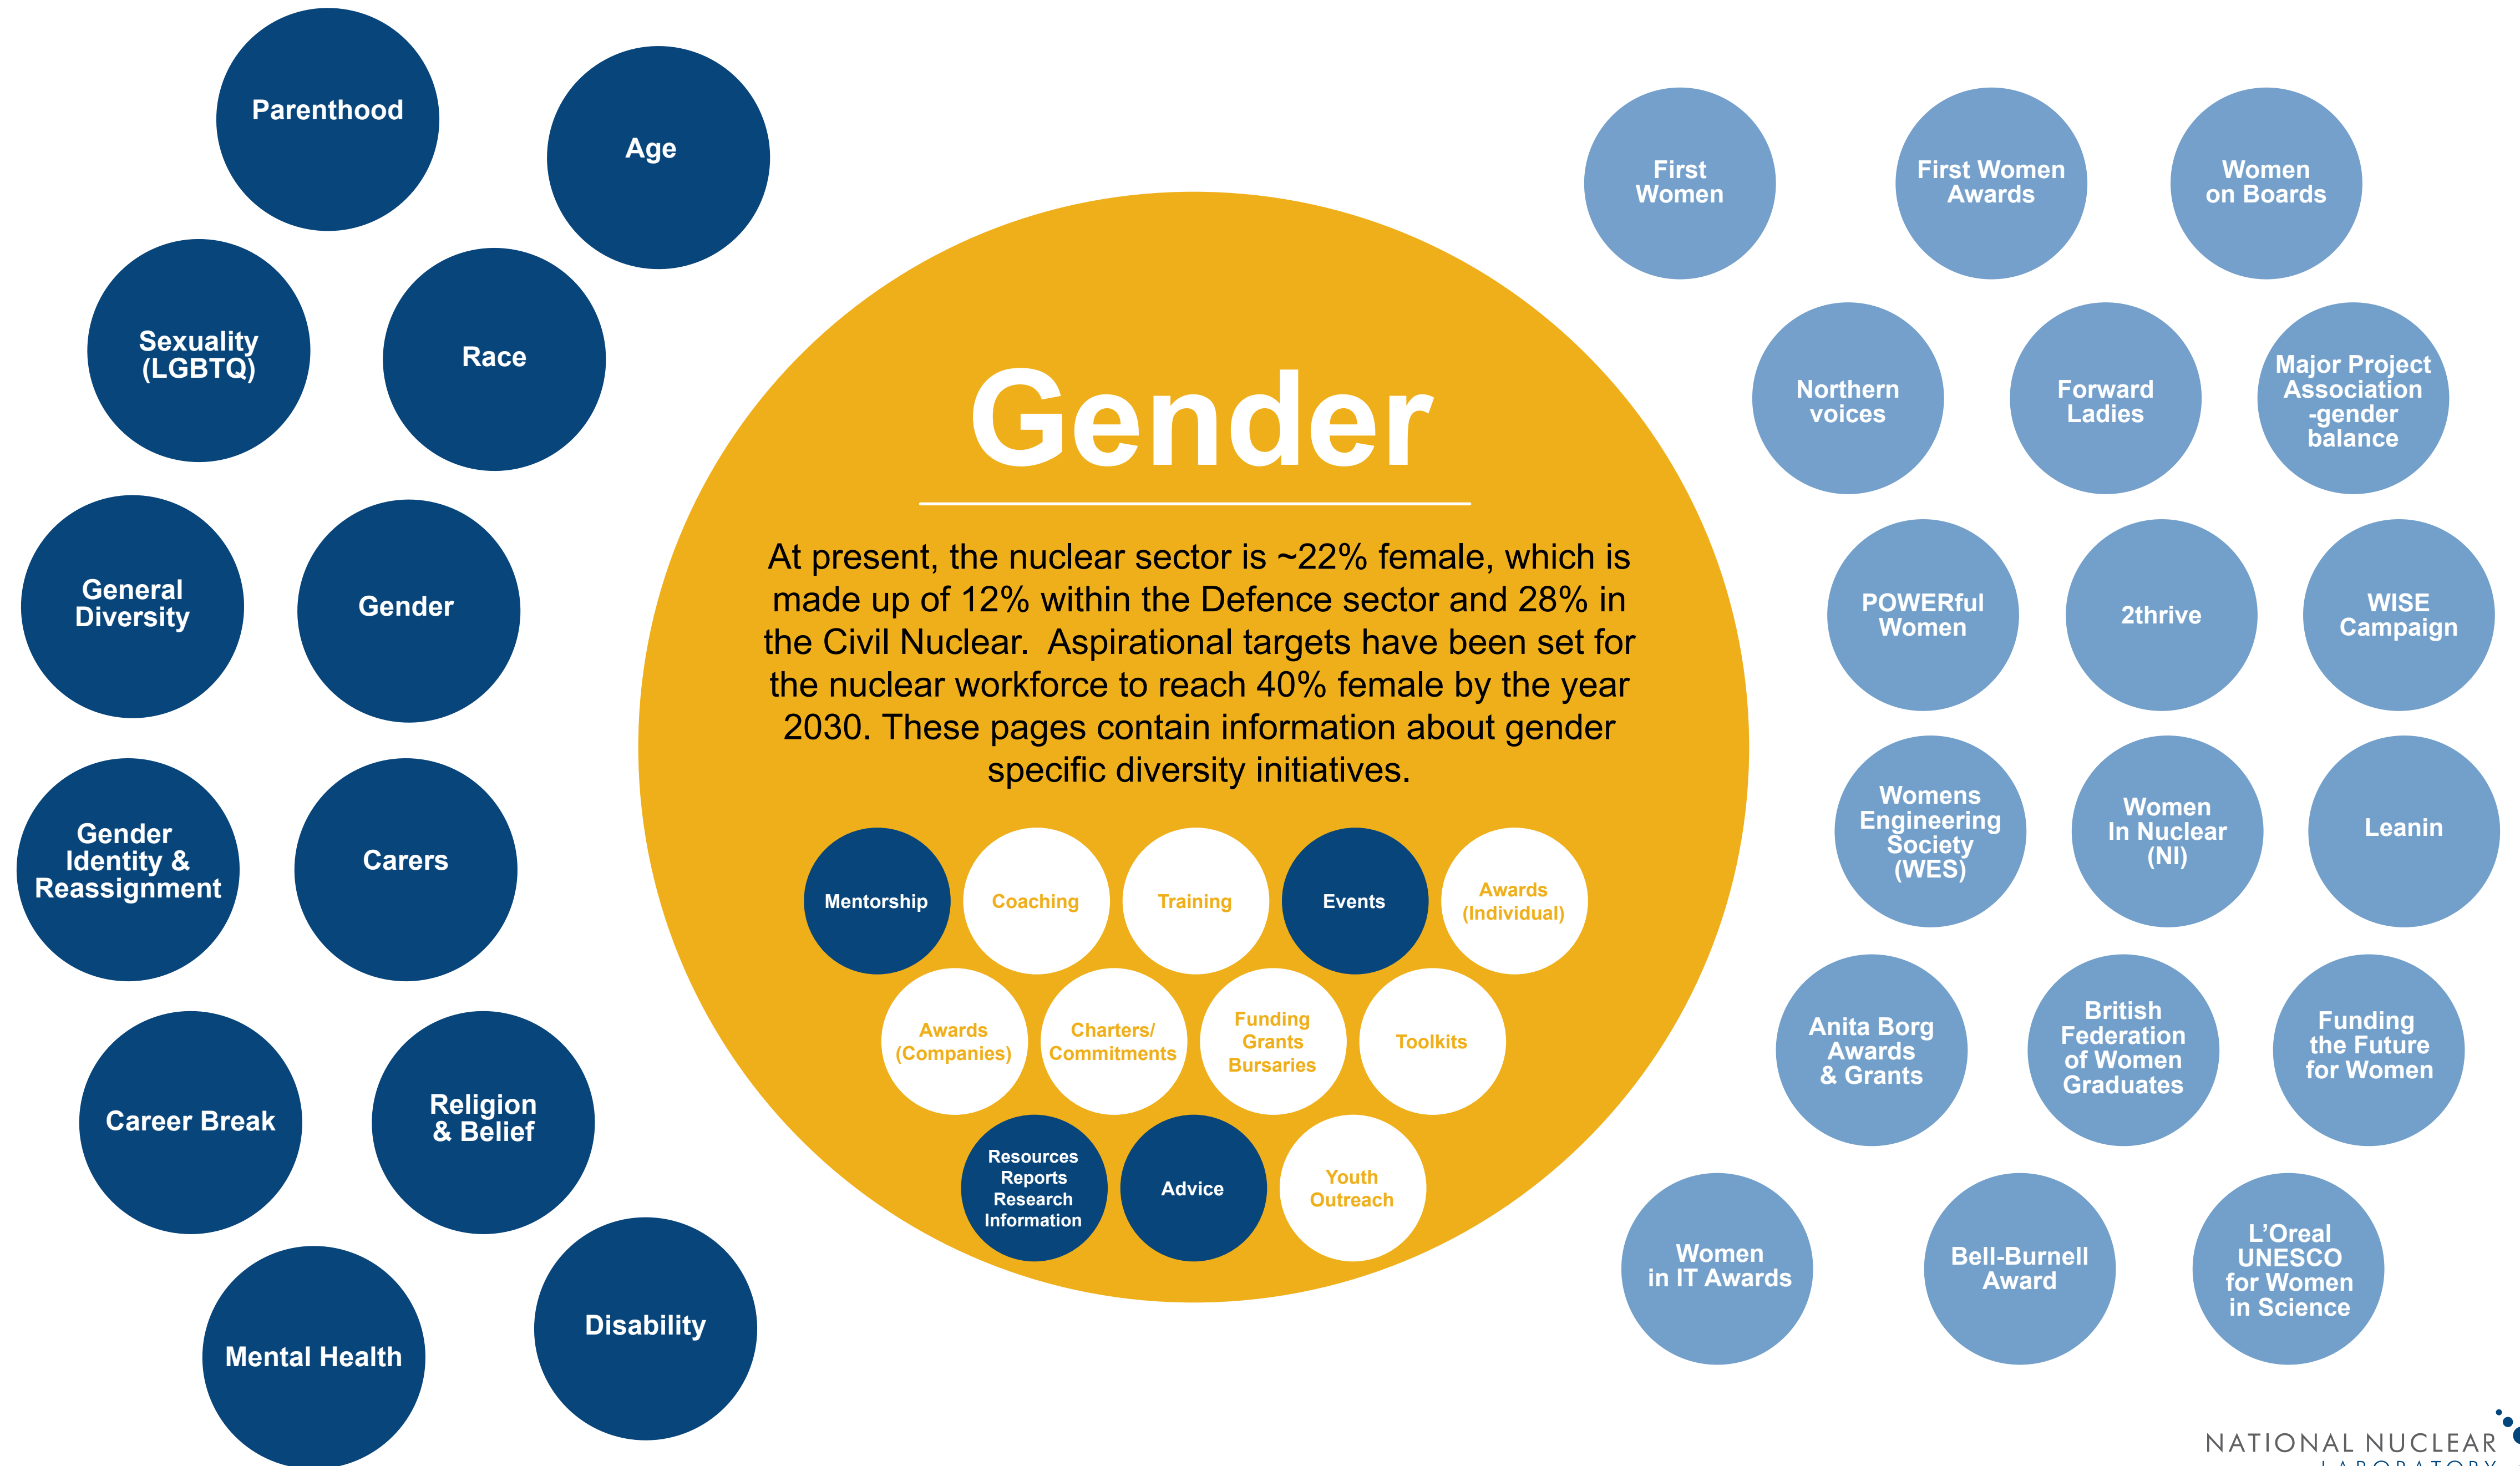 Parenthood
Age
Sexuality
(LGBTQ)
Race
General
Diversity
Gender
Gender
Identity &
Reassignment
Carers
Career Break
Religion
& Belief
Mental Health
Disability
Gender
At present, the nuclear sector is ~22% female, which is
made up of 12% within the Defence sector and 28% in
the Civil Nuclear.  Aspirational targets have been set for
the nuclear workforce to reach 40% female by the year
2030. These pages contain information about gender
specific diversity initiatives.
Mentorship
Coaching
Training
Events
Awards
(Individual)
Awards
(Companies)
Charters/
Commitments
Funding
Grants
Bursaries
Toolkits
Resources
Reports
Research
Information
Advice
Youth
Outreach
First
Women
First Women
Awards
Women
on Boards
Northern
voices
Forward
Ladies
Major Project
Association
-gender
balance
POWERful
Women
2thrive
WISE
Campaign
Womens
Engineering
Society
(WES)
Women
In Nuclear
(NI)
Leanin
Anita Borg
Awards
& Grants
British
Federation
of Women
Graduates
Funding
the Future
for Women
Women
in IT Awards
Bell-Burnell
Award
L’Oreal
UNESCO
for Women
in Science
NATIONAL NUCLEAR
LABORATORY